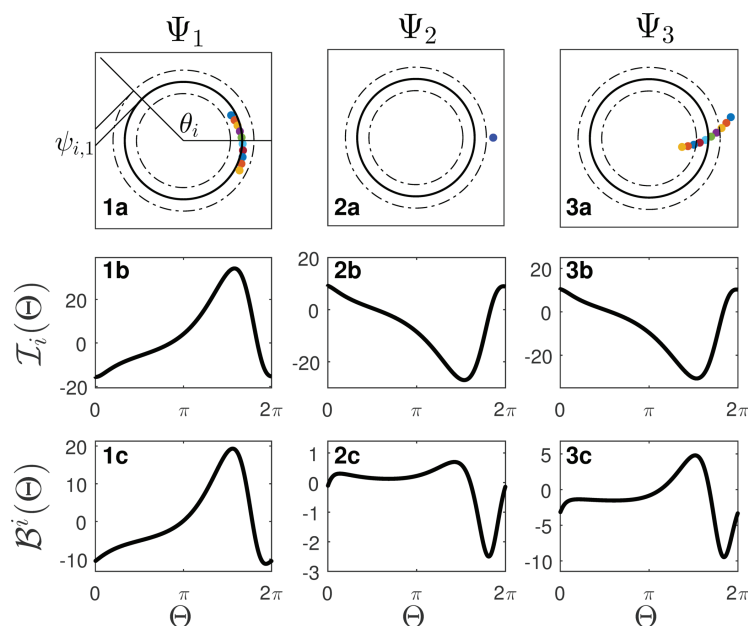 Ψ₁ Ψ₂ Ψ₃
θᵢ
ψᵢ,₁
1a 2a 3a
1b 2b 3b
20 0 -20
20 0 -20
20 0 -20
ℐᵢ(Θ)
0 π 2π 0 π 2π 0 π 2π
1c 2c 3c
20 10 0 -10
1 0 -1 -2 -3
5 0 -5 -10
ℬⁱ(Θ)
0 π 2π 0 π 2π 0 π 2π
Θ Θ Θ